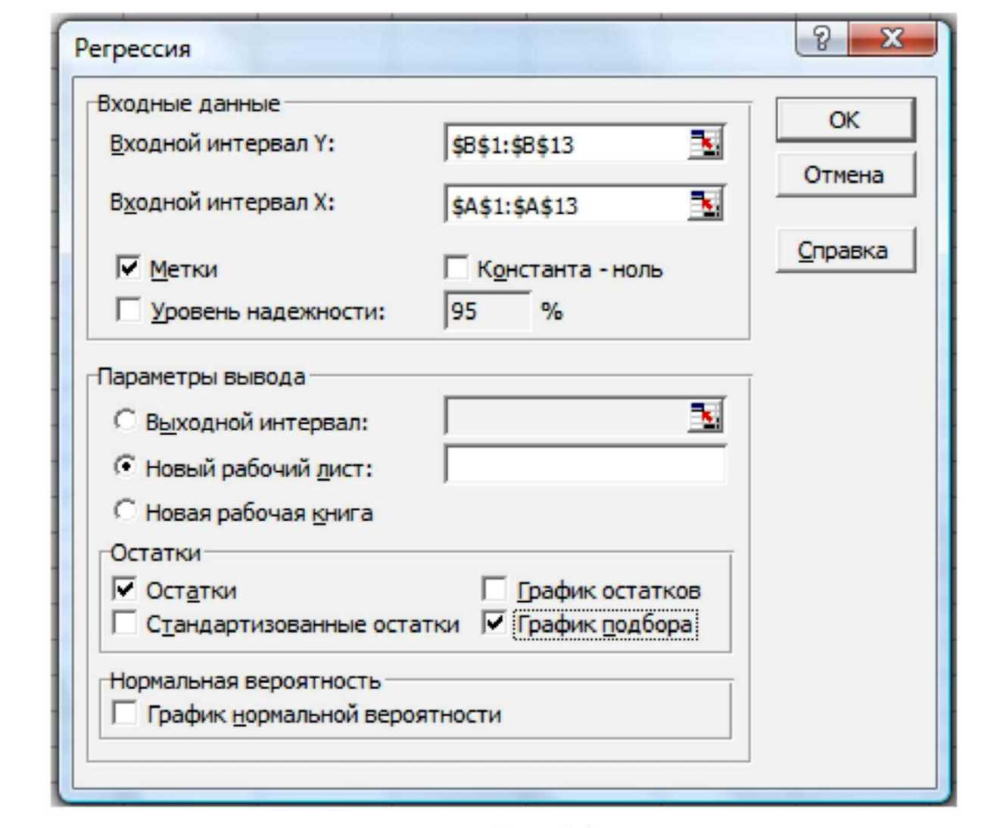 Регрессия
Входные данные
Входной интервал Y: $B$1:$B$13
Входной интервал X: $A$1:$A$13
Метки Константа - ноль
Уровень надежности: 95 %
OK
Отмена
Справка
Параметры вывода
Выходной интервал:
Новый рабочий лист:
Новая рабочая книга
Остатки
Остатки График остатков
Стандартизованные остатки График подбора
Нормальная вероятность
График нормальной вероятности